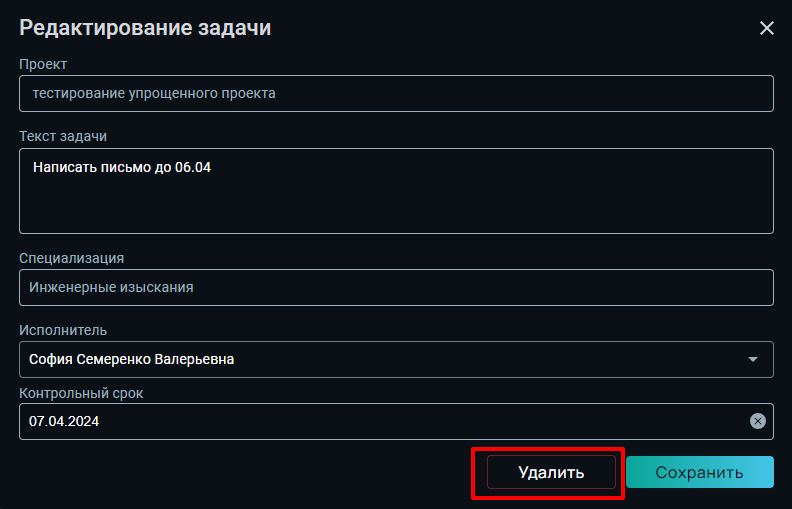 Редактирование задачи
Проект
тестирование упрощенного проекта
Текст задачи
Написать письмо до 06.04
Специализация
Инженерные изыскания
Исполнитель
София Семеренко Валерьевна
Контрольный срок
07.04.2024
Удалить
Сохранить